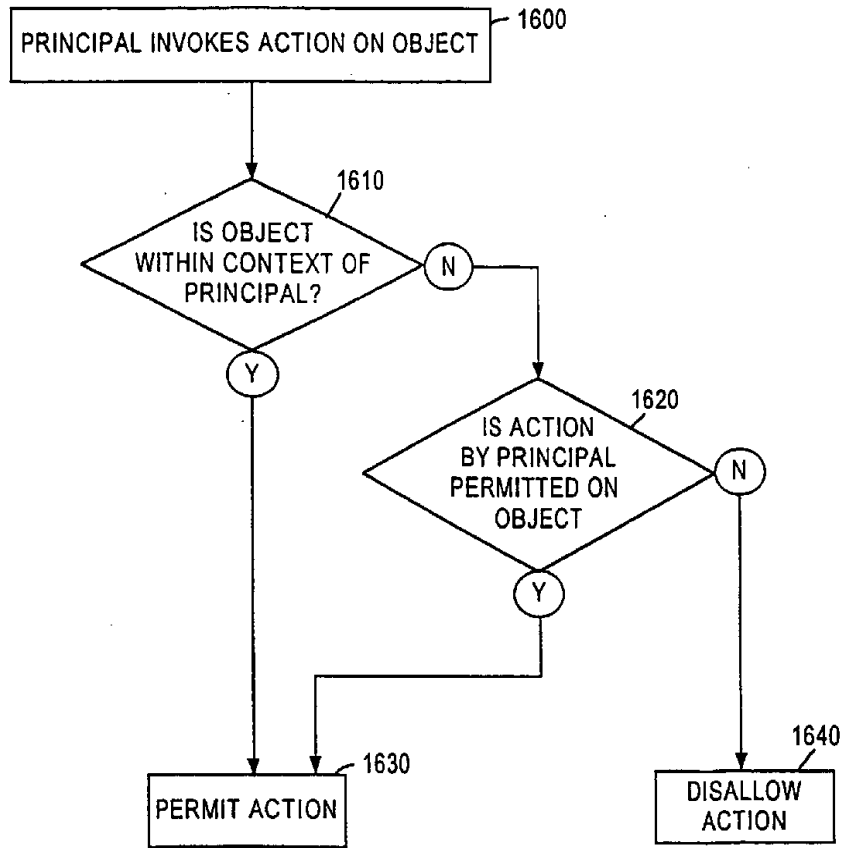 PRINCIPAL INVOKES ACTION ON OBJECT
1600
1610
IS OBJECT
WITHIN CONTEXT OF
PRINCIPAL?
N
Y
1620
IS ACTION
BY PRINCIPAL
PERMITTED ON
OBJECT
N
Y
1630
PERMIT ACTION
1640
DISALLOW
ACTION